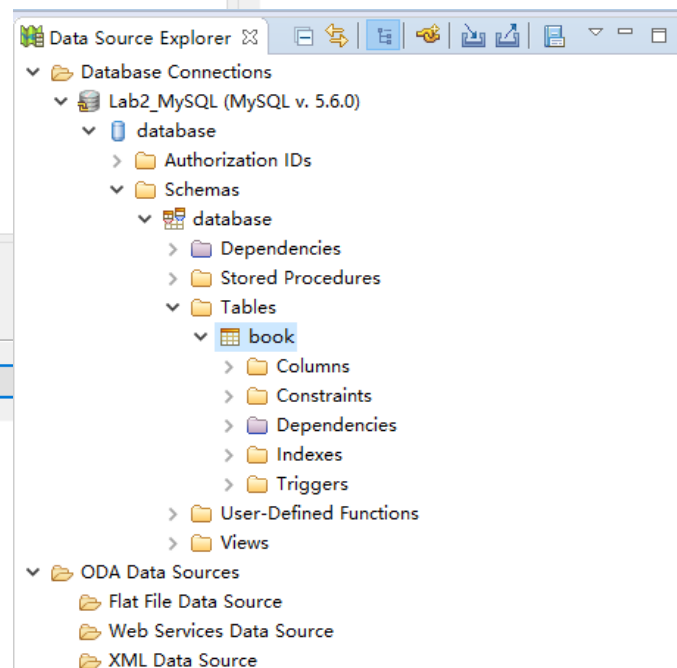 Data Source Explorer
Database Connections
Lab2_MySQL (MySQL v. 5.6.0)
database
Authorization IDs
Schemas
database
Dependencies
Stored Procedures
Tables
book
Columns
Constraints
Dependencies
Indexes
Triggers
User-Defined Functions
Views
ODA Data Sources
Flat File Data Source
Web Services Data Source
XML Data Source